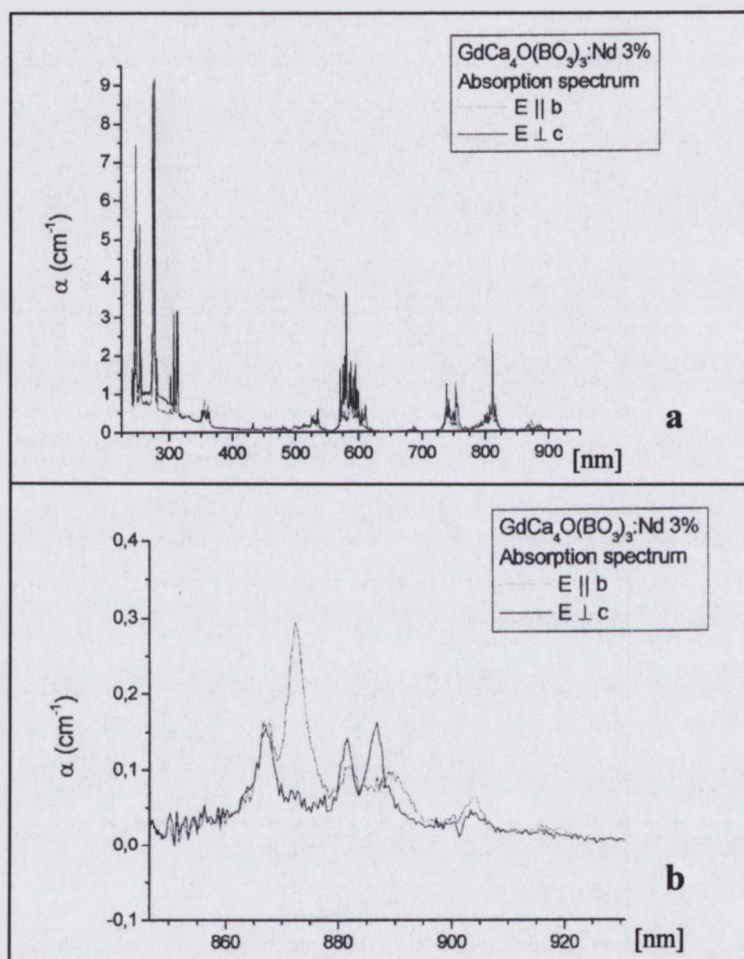 GdCa₄O(BO₃)₃:Nd 3%
Absorption spectrum
E || b
E ⊥ c
9
8
7
6
5
4
3
2
1
0
α (cm⁻¹)
300 400 500 600 700 800 900
[nm]
a
GdCa₄O(BO₃)₃:Nd 3%
Absorption spectrum
E || b
E ⊥ c
0,4
0,3
0,2
0,1
0,0
-0,1
α (cm⁻¹)
860 880 900 920
[nm]
b